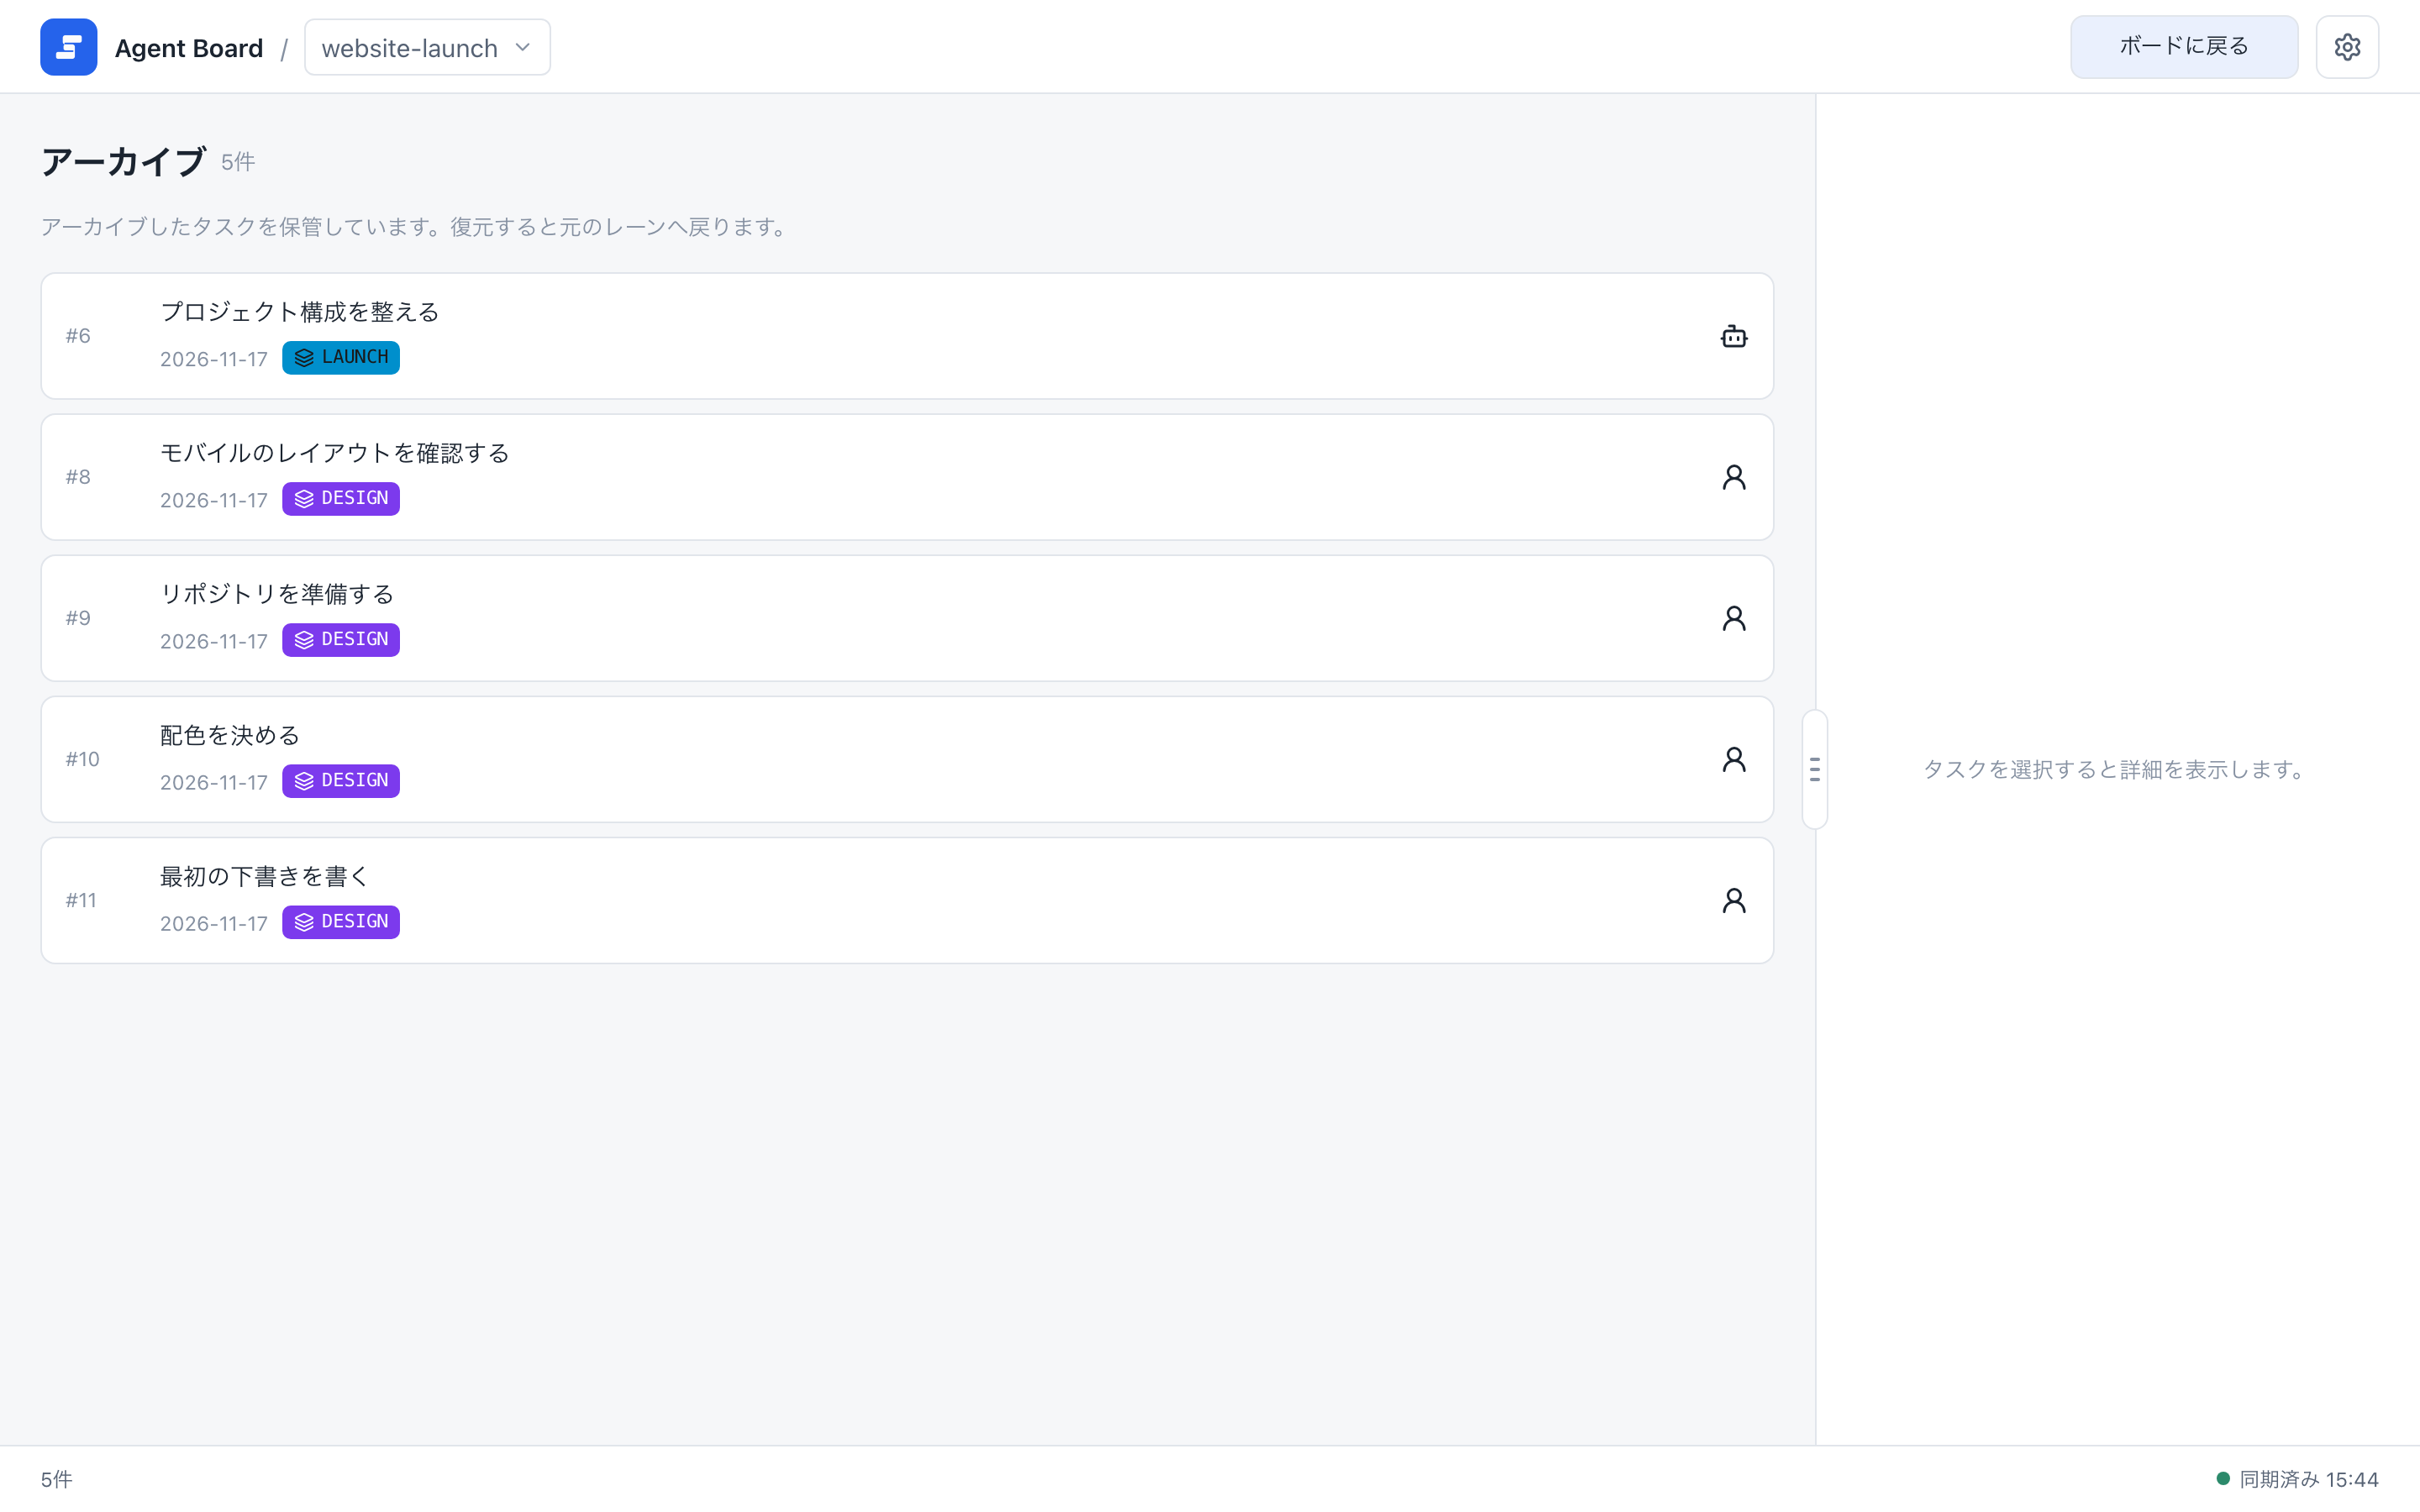 Agent Board / website-launch
ボードに戻る
アーカイブ 5件
アーカイブしたタスクを保管しています。復元すると元のレーンへ戻ります。
#6
プロジェクト構成を整える
2026-11-17 LAUNCH
#8
モバイルのレイアウトを確認する
2026-11-17 DESIGN
#9
リポジトリを準備する
2026-11-17 DESIGN
#10
配色を決める
2026-11-17 DESIGN
#11
最初の下書きを書く
2026-11-17 DESIGN
タスクを選択すると詳細を表示します。
5件
同期済み 15:44